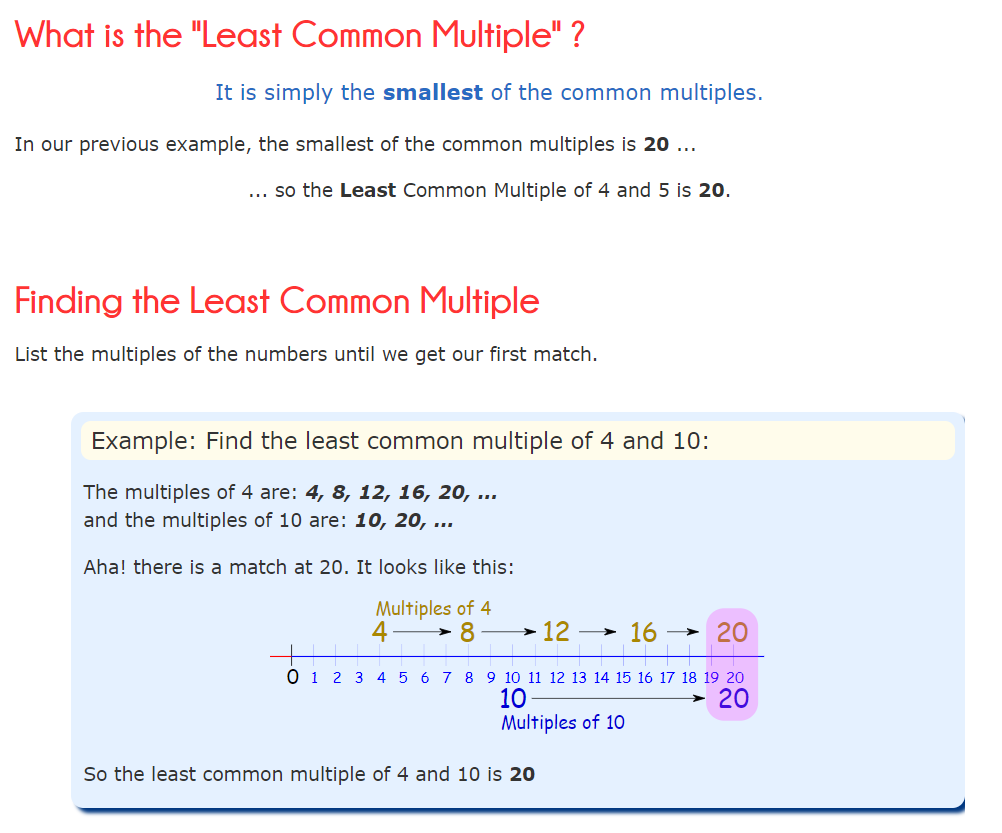 What is the "Least Common Multiple" ?
It is simply the smallest of the common multiples.
In our previous example, the smallest of the common multiples is 20 ...
... so the Least Common Multiple of 4 and 5 is 20.
Finding the Least Common Multiple
List the multiples of the numbers until we get our first match.
Example: Find the least common multiple of 4 and 10:
The multiples of 4 are: 4, 8, 12, 16, 20, ...
and the multiples of 10 are: 10, 20, ...
Aha! there is a match at 20. It looks like this:
Multiples of 4
4 8 12 16 20
0 1 2 3 4 5 6 7 8 9 10 11 12 13 14 15 16 17 18 19 20
10 20
Multiples of 10
So the least common multiple of 4 and 10 is 20